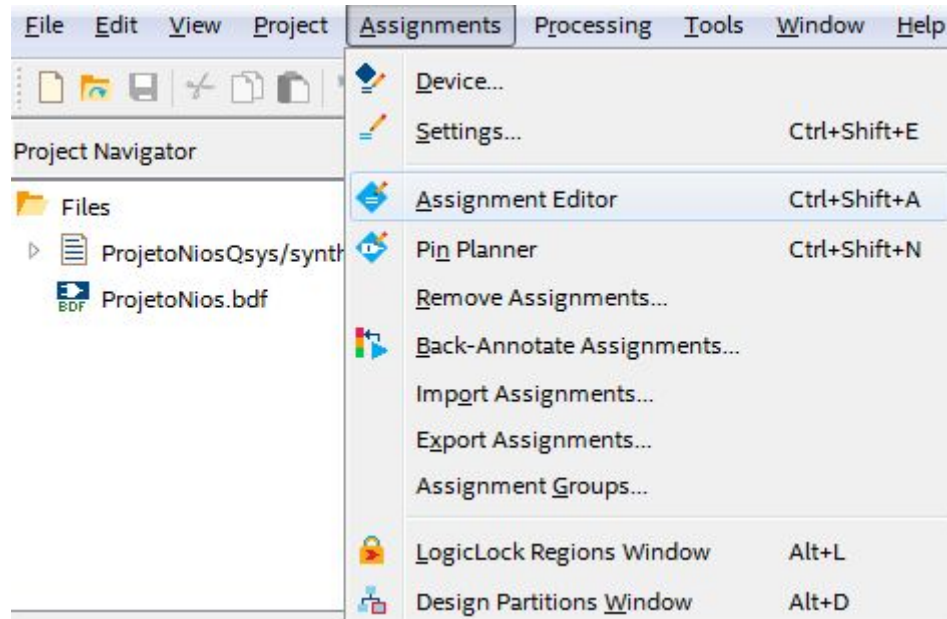 File Edit View Project Assignments Processing Tools Window Help
Device...
Settings... Ctrl+Shift+E
Project Navigator
Assignment Editor Ctrl+Shift+A
Files
Pin Planner Ctrl+Shift+N
ProjetoNiosQsys/synth
Remove Assignments...
BDF ProjetoNios.bdf
Back-Annotate Assignments...
Import Assignments...
Export Assignments...
Assignment Groups...
LogicLock Regions Window Alt+L
Design Partitions Window Alt+D